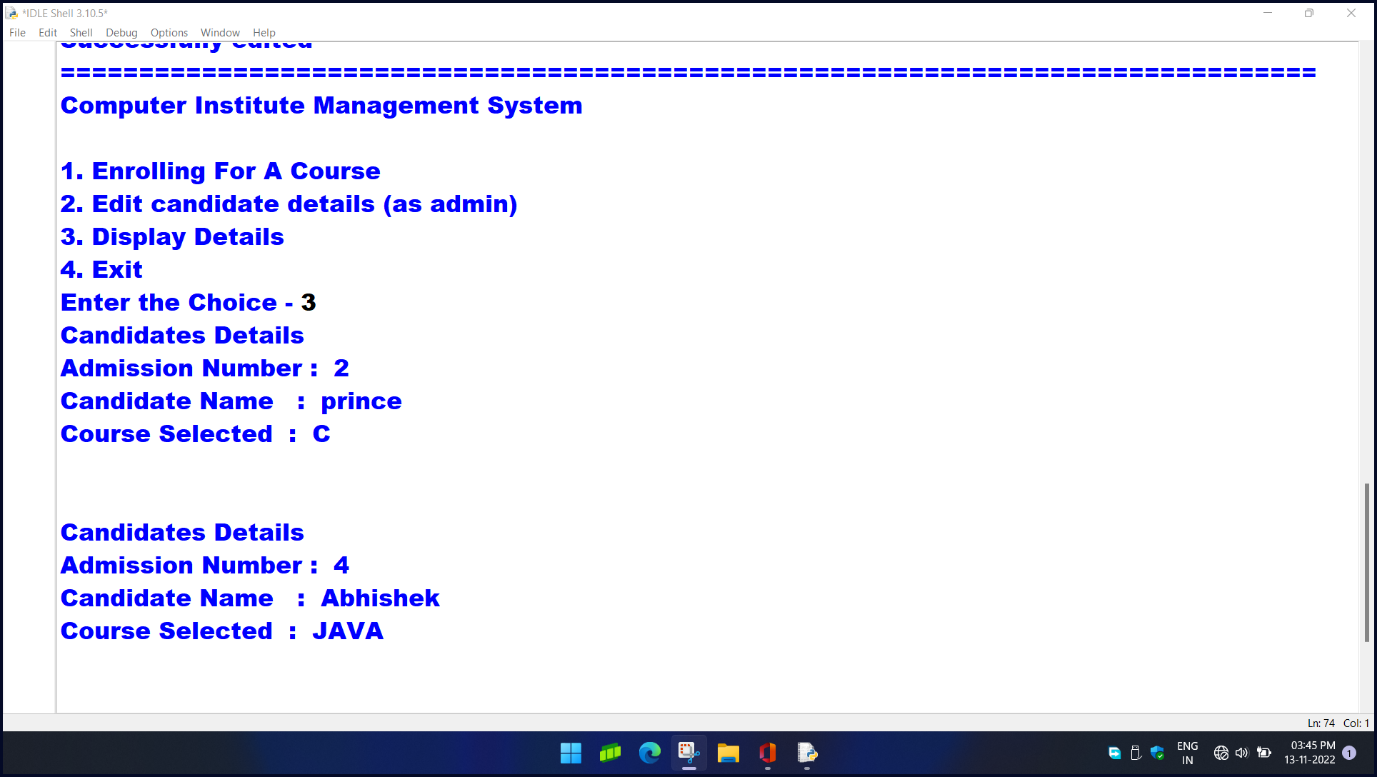 *IDLE Shell 3.10.5*
File Edit Shell Debug Options Window Help
Successfully edited
================================================================================
Computer Institute Management System
1. Enrolling For A Course
2. Edit candidate details (as admin)
3. Display Details
4. Exit
Enter the Choice - 3
Candidates Details
Admission Number : 2
Candidate Name : prince
Course Selected : C
Candidates Details
Admission Number : 4
Candidate Name : Abhishek
Course Selected : JAVA
Ln: 74 Col: 1
ENG
IN
03:45 PM
13-11-2022
1